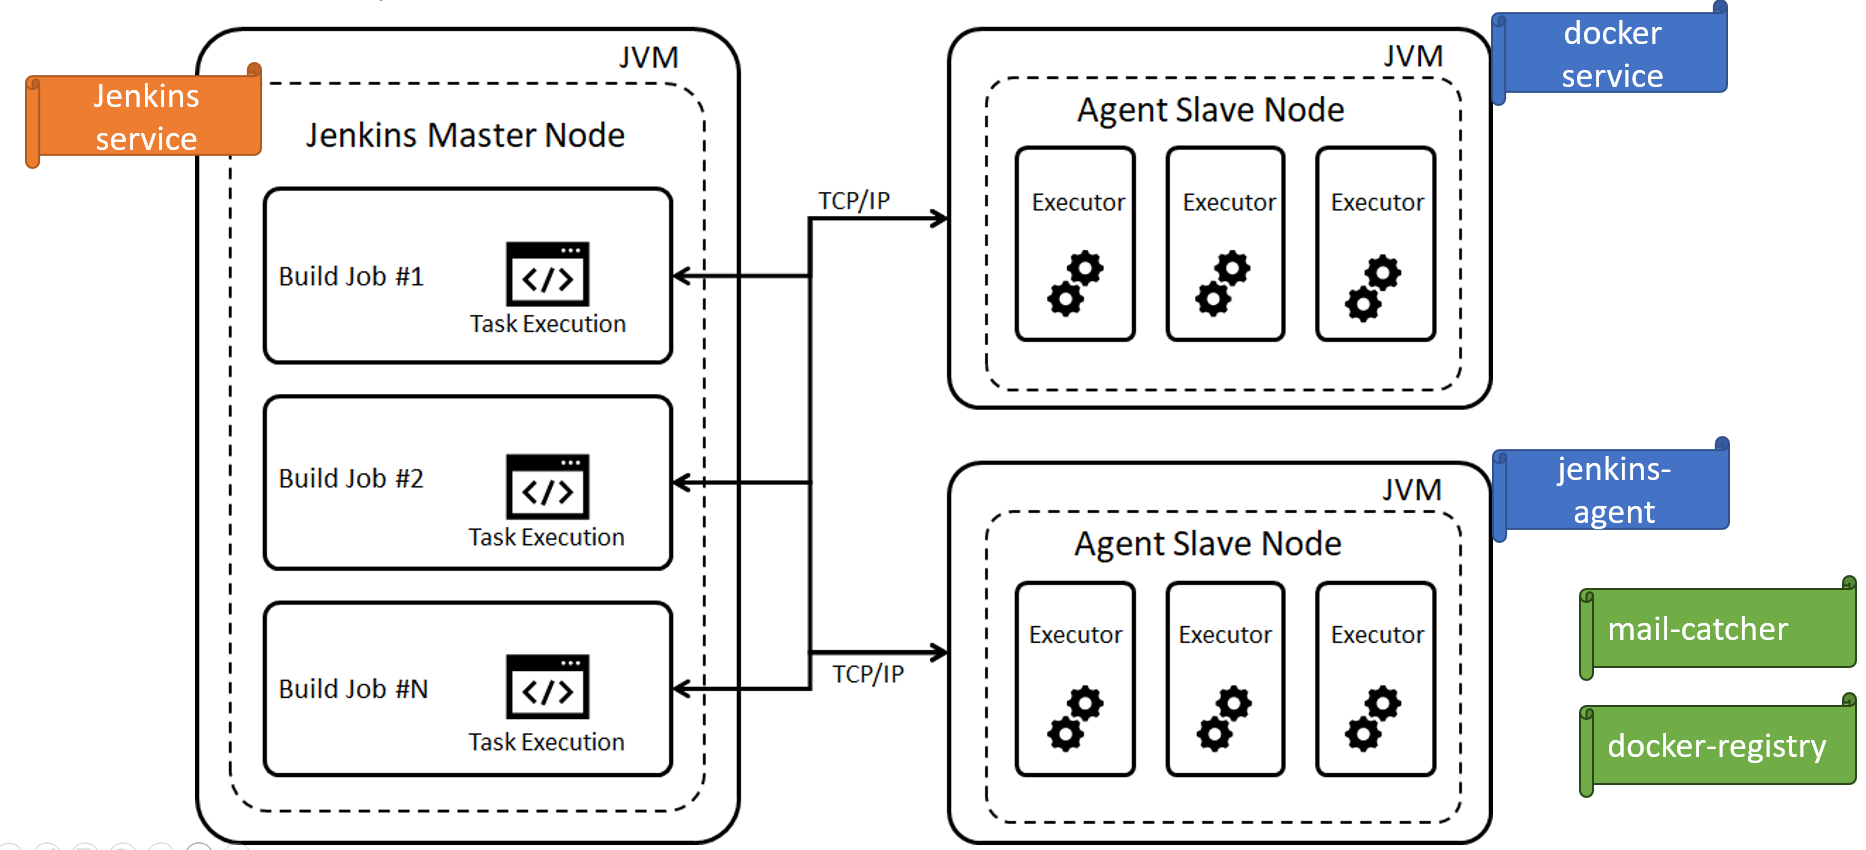 Jenkins
service
JVM
Jenkins Master Node
Build Job #1
Task Execution
Build Job #2
Task Execution
Build Job #N
Task Execution
TCP/IP
TCP/IP
docker
service
JVM
Agent Slave Node
Executor
Executor
Executor
jenkins-
agent
JVM
Agent Slave Node
Executor
Executor
Executor
mail-catcher
docker-registry